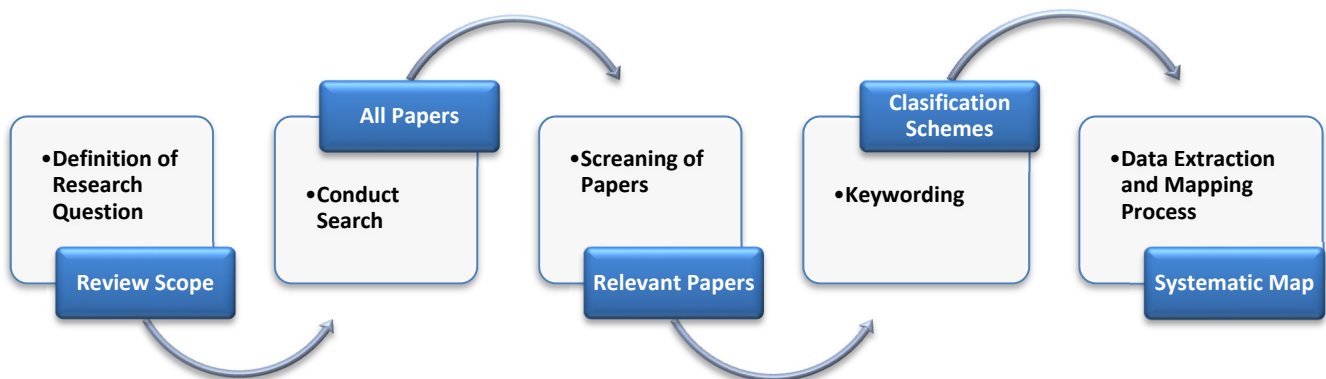 •Definition of
Research
Question
Review Scope
All Papers
•Conduct
Search
•Screaning of
Papers
Relevant Papers
Clasification
Schemes
•Keywording
•Data Extraction
and Mapping
Process
Systematic Map